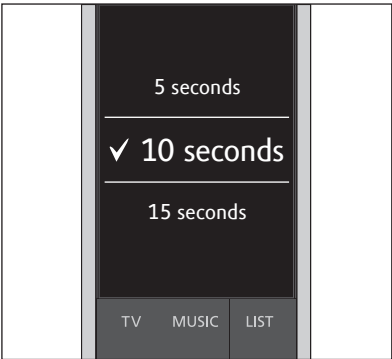 5 seconds
✓ 10 seconds
15 seconds
TV MUSIC LIST